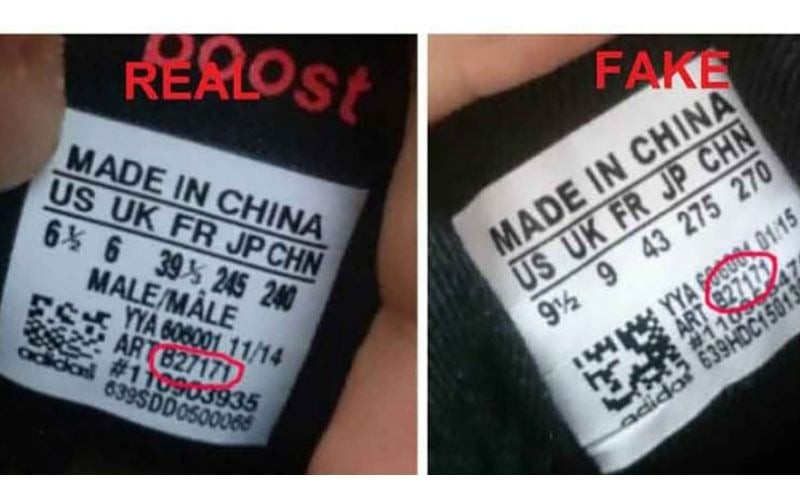 REAL
boost
MADE IN CHINA
US UK FR JP CHN
6½ 6 39⅓ 245 240
MALE/MÂLE
YYA 606001 11/14
ART B27171
#110903935
639SDD0500066
adidas
FAKE
MADE IN CHINA
US UK FR JP CHN
9½ 9 43 275 270
YYA 606001 01/15
ART B27171
adidas